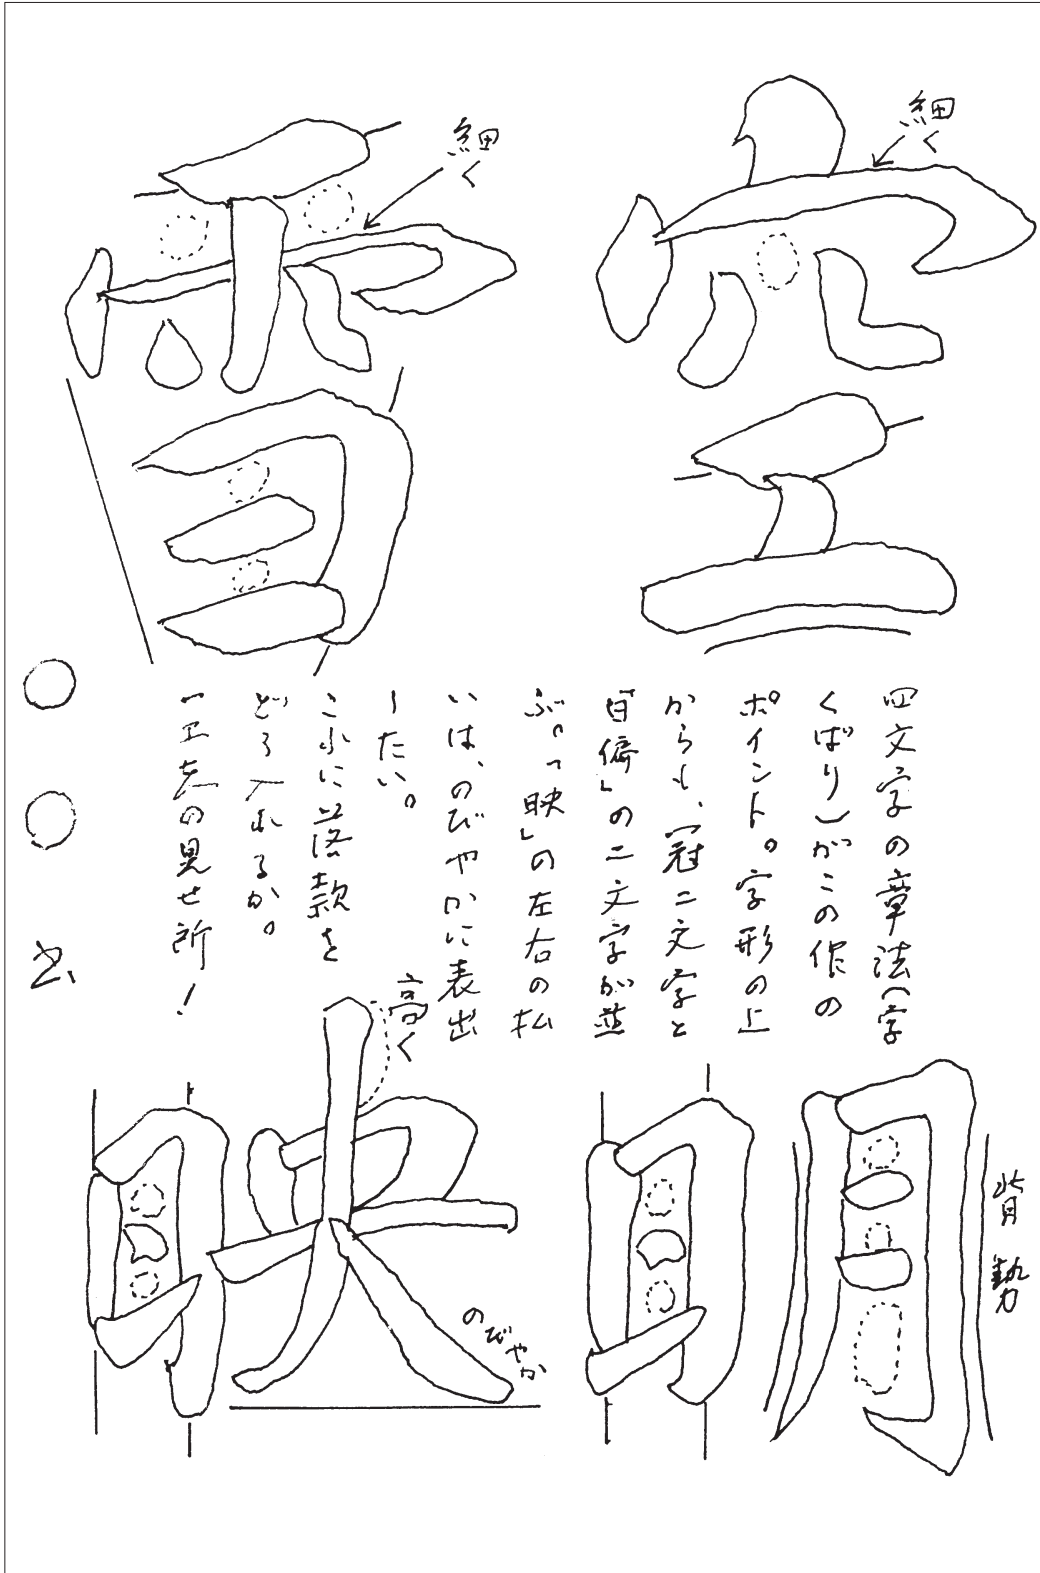 空
細く
明
背勢
四文字の章法(字
くばり)がこの作の
ポイント。字形の上
からも、冠二文字と
「日偏」の二文字が並
ぶ。「映」の左右の払
いは、のびやかに表出
したい。
これに落款を
どう入れるか。
一工夫の見せ所!
雪
細く
映
高く
のびやか
○○書